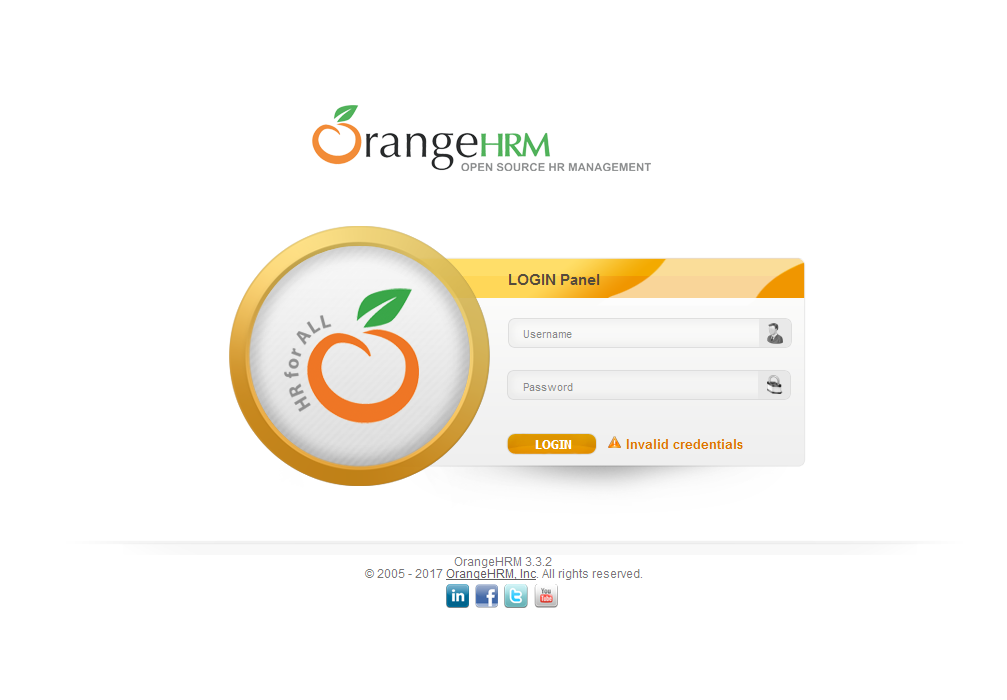 OrangeHRM
OPEN SOURCE HR MANAGEMENT
HR for ALL
LOGIN Panel
Username
Password
LOGIN Invalid credentials
OrangeHRM 3.3.2
© 2005 - 2017 OrangeHRM, Inc. All rights reserved.
in f t You Tube